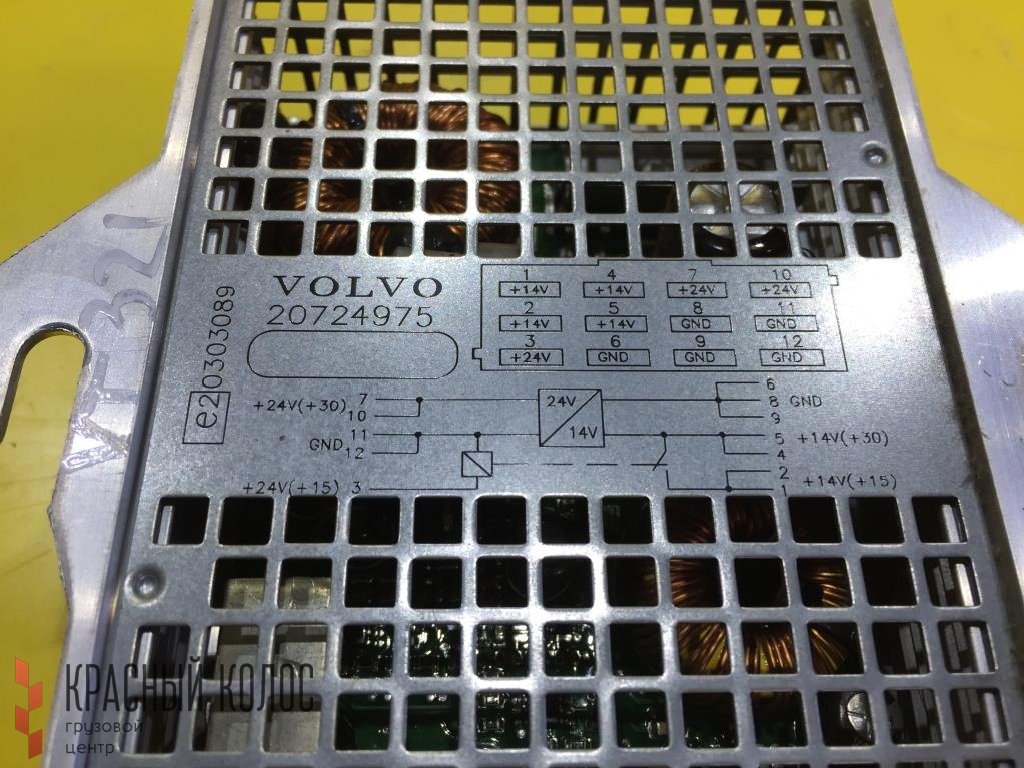 VOLVO
20724975
e2 0303089
1 4 7 10
+14V +14V +24V +24V
2 5 8 11
+14V +14V GND GND
3 6 9 12
+24V GND GND GND
+24V(+30) 7
10
GND 11
12
+24V(+15) 3
24V
14V
6
8 GND
9
5 +14V(+30)
4
2
1 +14V(+15)
КРАСНЫЙ КОЛОС
грузовой
центр